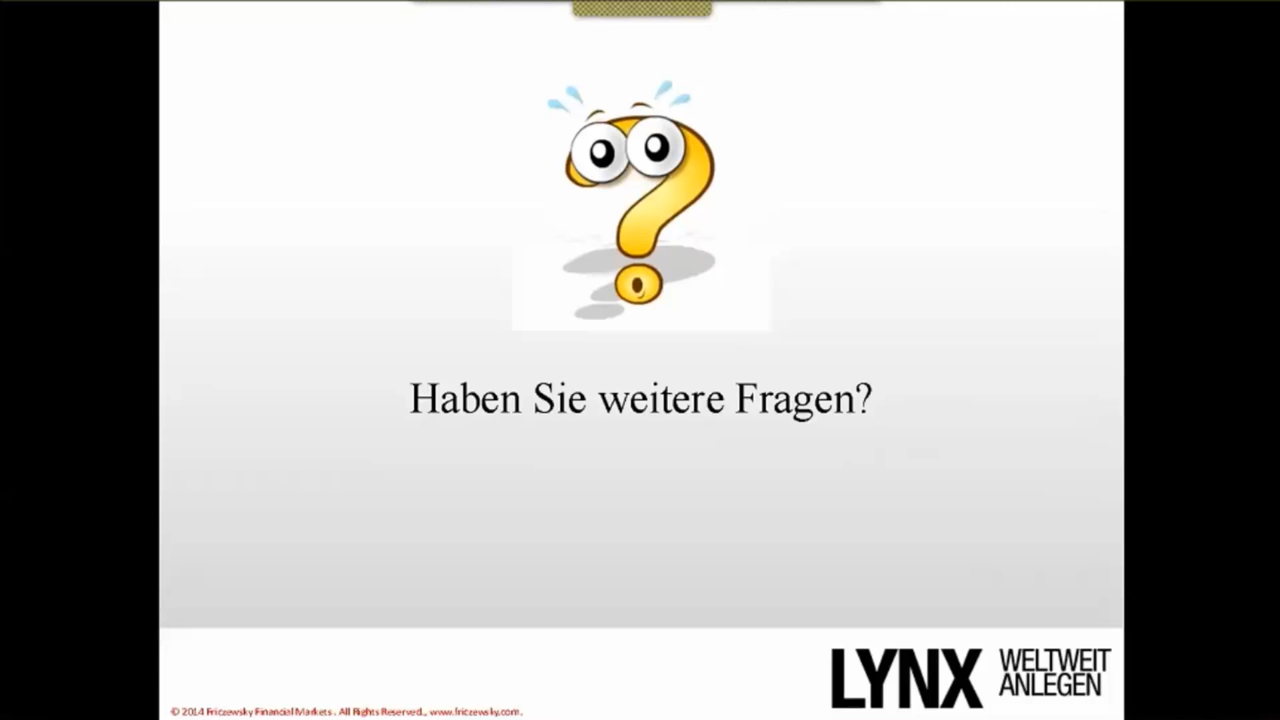 Haben Sie weitere Fragen?
LYNX WELTWEIT
ANLEGEN
© 2014 Friczewsky Financial Markets . All Rights Reserved., www.friczewsky.com.